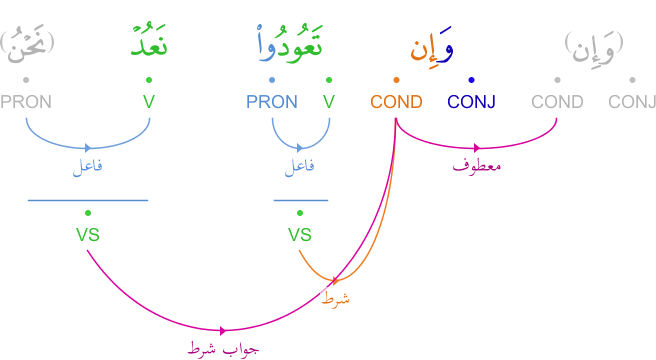 (وَإِن) وَإِن تَعُودُوا۟ نَعُدْ (نَحْنُ)
CONJ COND CONJ COND V PRON V PRON
معطوف فاعل فاعل
VS VS
شرط
جواب شرط